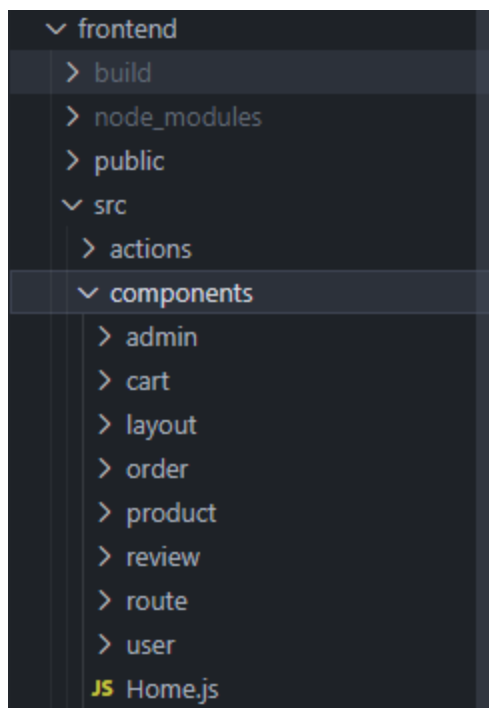 frontend
build
node_modules
public
src
actions
components
admin
cart
layout
order
product
review
route
user
JS Home.js